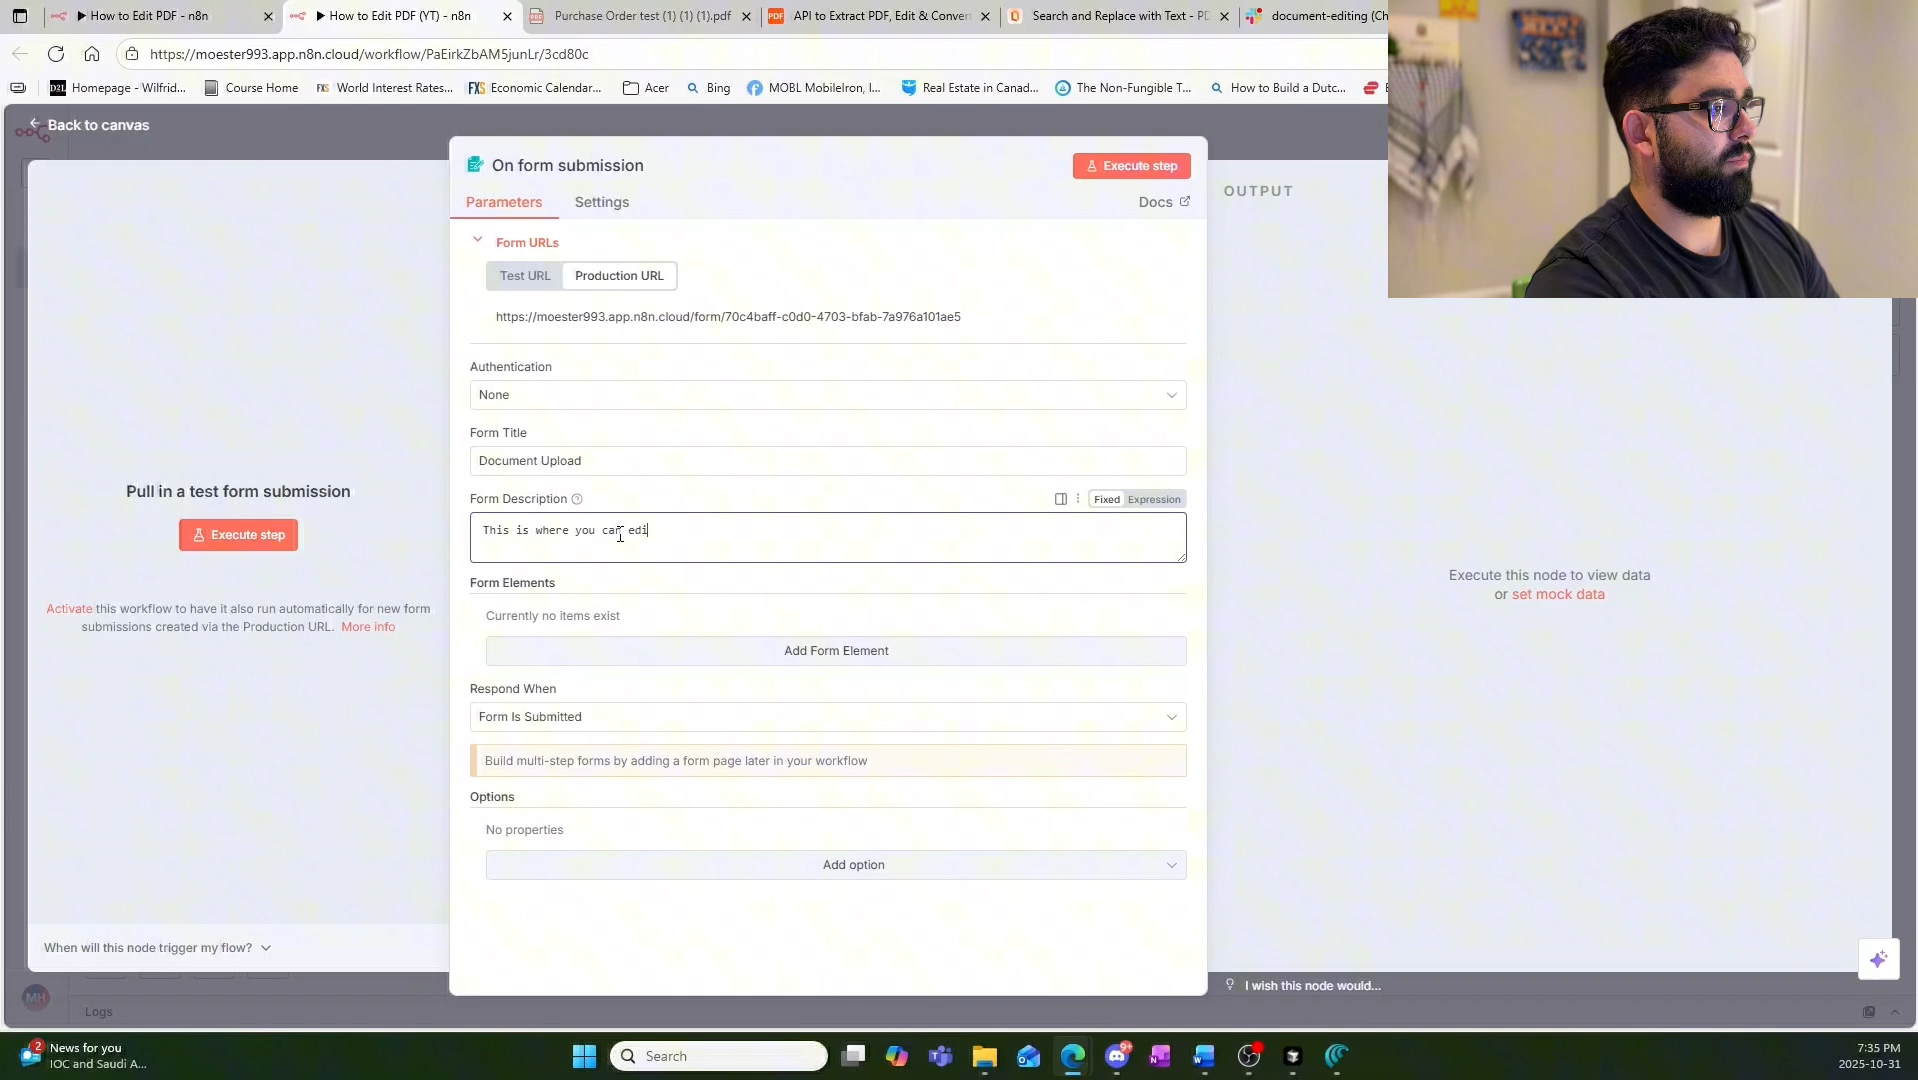 How to Edit PDF - n8n
How to Edit PDF (YT) - n8n
Purchase Order test (1) (1) (1).pdf
PDF
API to Extract PDF, Edit & Conver
Search and Replace with Text - PD
document-editing (Ch
https://moester993.app.n8n.cloud/workflow/PaEirkZbAM5junLr/3cd80c
D2L Homepage - Wilfrid...
Course Home
FXS World Interest Rates...
FXS Economic Calendar...
Acer
Bing
MOBL MobileIron, I...
Real Estate in Canad...
The Non-Fungible T...
How to Build a Dutc...
Back to canvas
On form submission
Execute step
Parameters
Settings
Docs
OUTPUT
Form URLs
Test URL
Production URL
https://moester993.app.n8n.cloud/form/70c4baff-c0d0-4703-bfab-7a976a101ae5
Authentication
None
Form Title
Document Upload
Form Description
Fixed
Expression
This is where you can edi
Form Elements
Currently no items exist
Add Form Element
Respond When
Form Is Submitted
Build multi-step forms by adding a form page later in your workflow
Options
No properties
Add option
Pull in a test form submission
Execute step
Activate this workflow to have it also run automatically for new form
submissions created via the Production URL. More info
When will this node trigger my flow?
Execute this node to view data
or set mock data
I wish this node would...
MH
Logs
2
News for you
IOC and Saudi A...
Search
9+
7:35 PM
2025-10-31